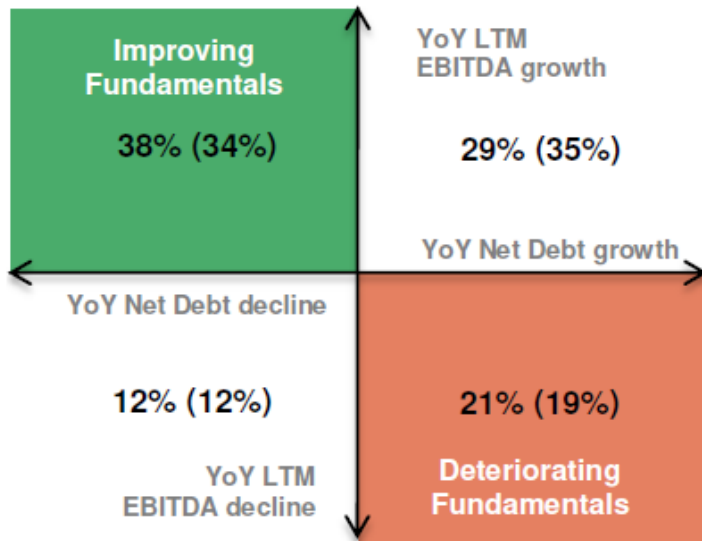 Improving
Fundamentals
38% (34%)
YoY LTM
EBITDA growth
29% (35%)
YoY Net Debt growth
YoY Net Debt decline
12% (12%)
YoY LTM
EBITDA decline
21% (19%)
Deteriorating
Fundamentals